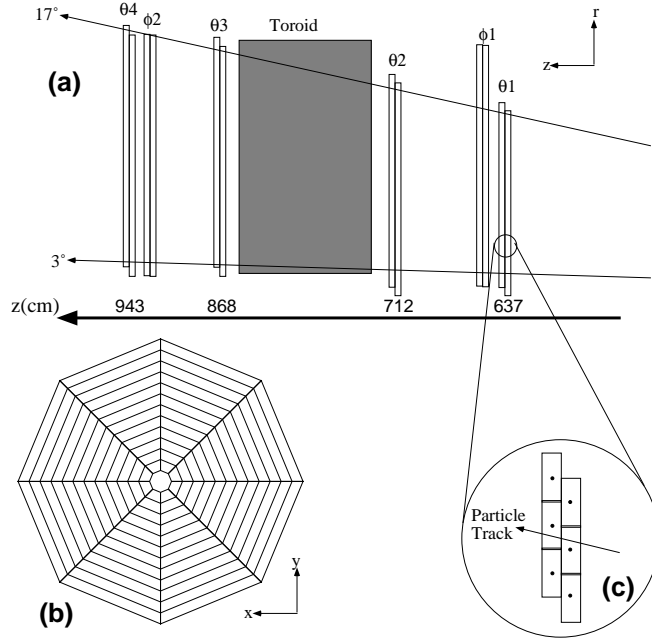 17°
θ4
ϕ2
θ3
Toroid
θ2
ϕ1
θ1
r
z
(a)
3°
z(cm)
943
868
712
637
(b)
x
y
Particle
Track
(c)